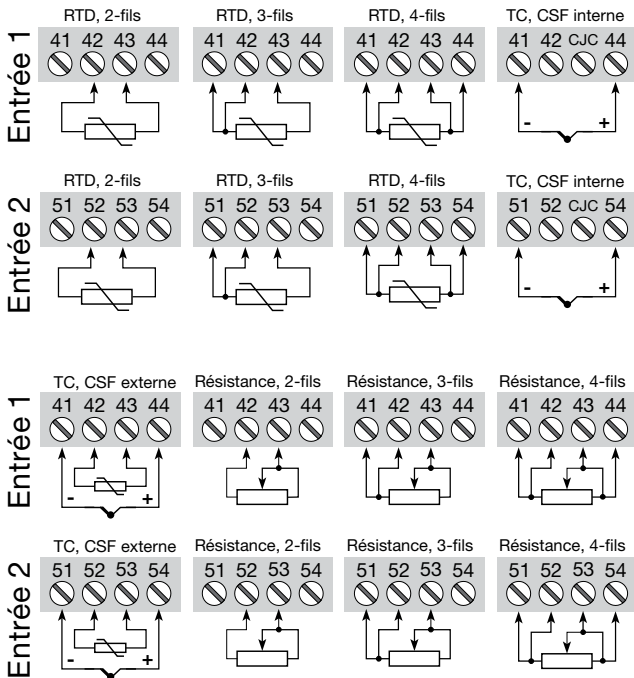 RTD, 2-fils RTD, 3-fils RTD, 4-fils TC, CSF interne
Entrée 1
41 42 43 44 41 42 43 44 41 42 43 44 41 42 CJC 44
- +
RTD, 2-fils RTD, 3-fils RTD, 4-fils TC, CSF interne
Entrée 2
51 52 53 54 51 52 53 54 51 52 53 54 51 52 CJC 54
- +
TC, CSF externe Résistance, 2-fils Résistance, 3-fils Résistance, 4-fils
Entrée 1
41 42 43 44 41 42 43 44 41 42 43 44 41 42 43 44
- +
TC, CSF externe Résistance, 2-fils Résistance, 3-fils Résistance, 4-fils
Entrée 2
51 52 53 54 51 52 53 54 51 52 53 54 51 52 53 54
- +